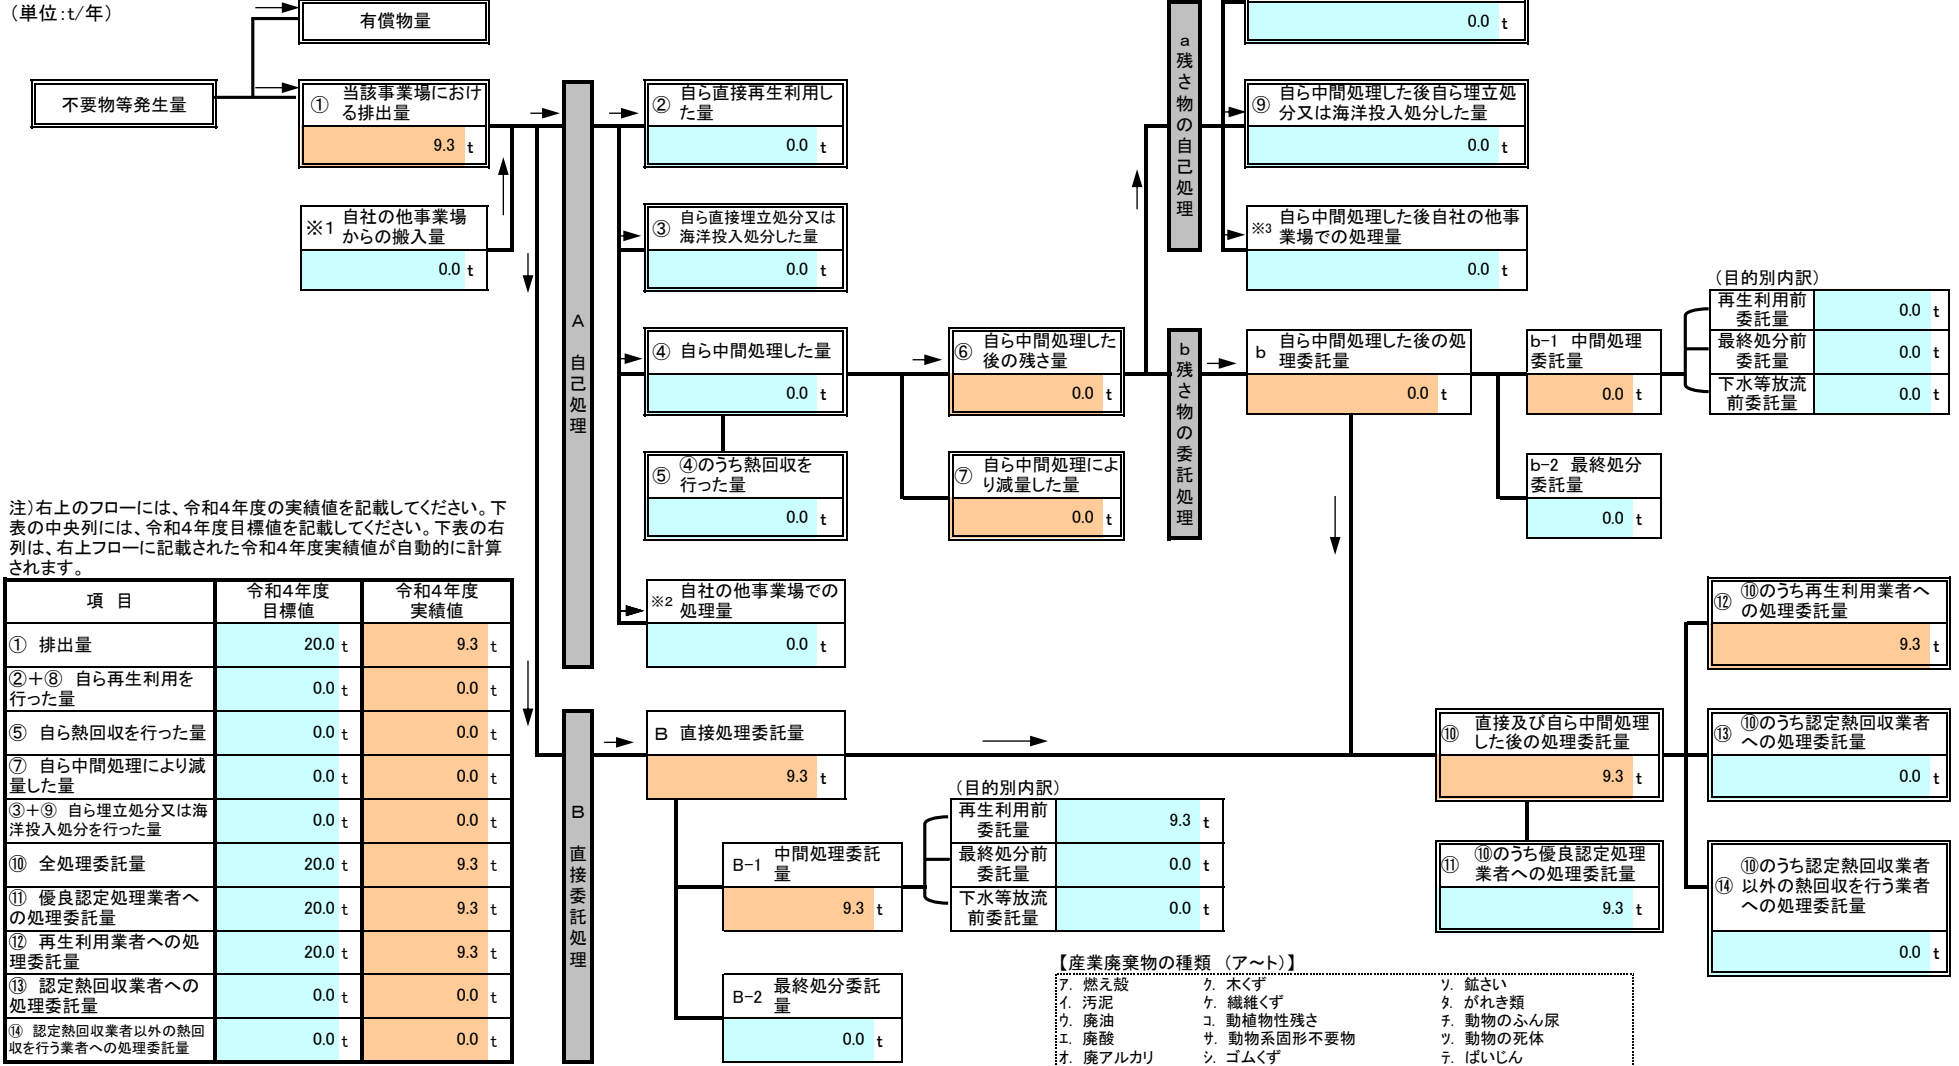 （単位：t/年）
有償物量
不要物等発生量
① 当該事業場におけ
る排出量
9.3 t
※1 自社の他事業場
からの搬入量
0.0 t
A 自己処理
② 自ら直接再生利用し
た量
0.0 t
③ 自ら直接埋立処分又は
海洋投入処分した量
0.0 t
④ 自ら中間処理した量
0.0 t
⑤ ④のうち熱回収を
行った量
0.0 t
※2 自社の他事業場での
処理量
0.0 t
⑥ 自ら中間処理した
後の残さ量
0.0 t
⑦ 自ら中間処理によ
り減量した量
0.0 t
a 残さ物の自己処理
0.0 t
⑨ 自ら中間処理した後自ら埋立処
分又は海洋投入処分した量
0.0 t
※3 自ら中間処理した後自社の他事
業場での処理量
0.0 t
b 残さ物の委託処理
b 自ら中間処理した後の処
理委託量
0.0 t
b-1 中間処理
委託量
0.0 t
b-2 最終処分
委託量
0.0 t
（目的別内訳）
再生利用前
委託量 0.0 t
最終処分前
委託量 0.0 t
下水等放流
前委託量 0.0 t
注）右上のフローには、令和4年度の実績値を記載してください。下
表の中央列には、令和4年度目標値を記載してください。下表の右
列は、右上フローに記載された令和4年度実績値が自動的に計算
されます。
項 目 令和4年度
目標値 令和4年度
実績値
① 排出量 20.0 t 9.3 t
②＋⑧ 自ら再生利用を
行った量 0.0 t 0.0 t
⑤ 自ら熱回収を行った量 0.0 t 0.0 t
⑦ 自ら中間処理により減
量した量 0.0 t 0.0 t
③＋⑨ 自ら埋立処分又は海
洋投入処分を行った量 0.0 t 0.0 t
⑩ 全処理委託量 20.0 t 9.3 t
⑪ 優良認定処理業者へ
の処理委託量 20.0 t 9.3 t
⑫ 再生利用業者への処
理委託量 20.0 t 9.3 t
⑬ 認定熱回収業者への
処理委託量 0.0 t 0.0 t
⑭ 認定熱回収業者以外の熱回
収を行う業者への処理委託量 0.0 t 0.0 t
B 直接委託処理
B 直接処理委託量
9.3 t
B-1 中間処理委託
量
9.3 t
B-2 最終処分委託
量
0.0 t
（目的別内訳）
再生利用前
委託量 9.3 t
最終処分前
委託量 0.0 t
下水等放流
前委託量 0.0 t
⑩ 直接及び自ら中間処理
した後の処理委託量
9.3 t
⑪ ⑩のうち優良認定処理
業者への処理委託量
9.3 t
⑫ ⑩のうち再生利用業者へ
の処理委託量
9.3 t
⑬ ⑩のうち認定熱回収業者
への処理委託量
0.0 t
⑭ ⑩のうち認定熱回収業者
以外の熱回収を行う業者
への処理委託量
0.0 t
【産業廃棄物の種類 （ア～ト）】
ア. 燃え殻 ク. 木くず ソ. 鉱さい
イ. 汚泥 ケ. 繊維くず タ. がれき類
ウ. 廃油 コ. 動植物性残さ チ. 動物のふん尿
エ. 廃酸 サ. 動物系固形不要物 ツ. 動物の死体
オ. 廃アルカリ シ. ゴムくず テ. ばいじん